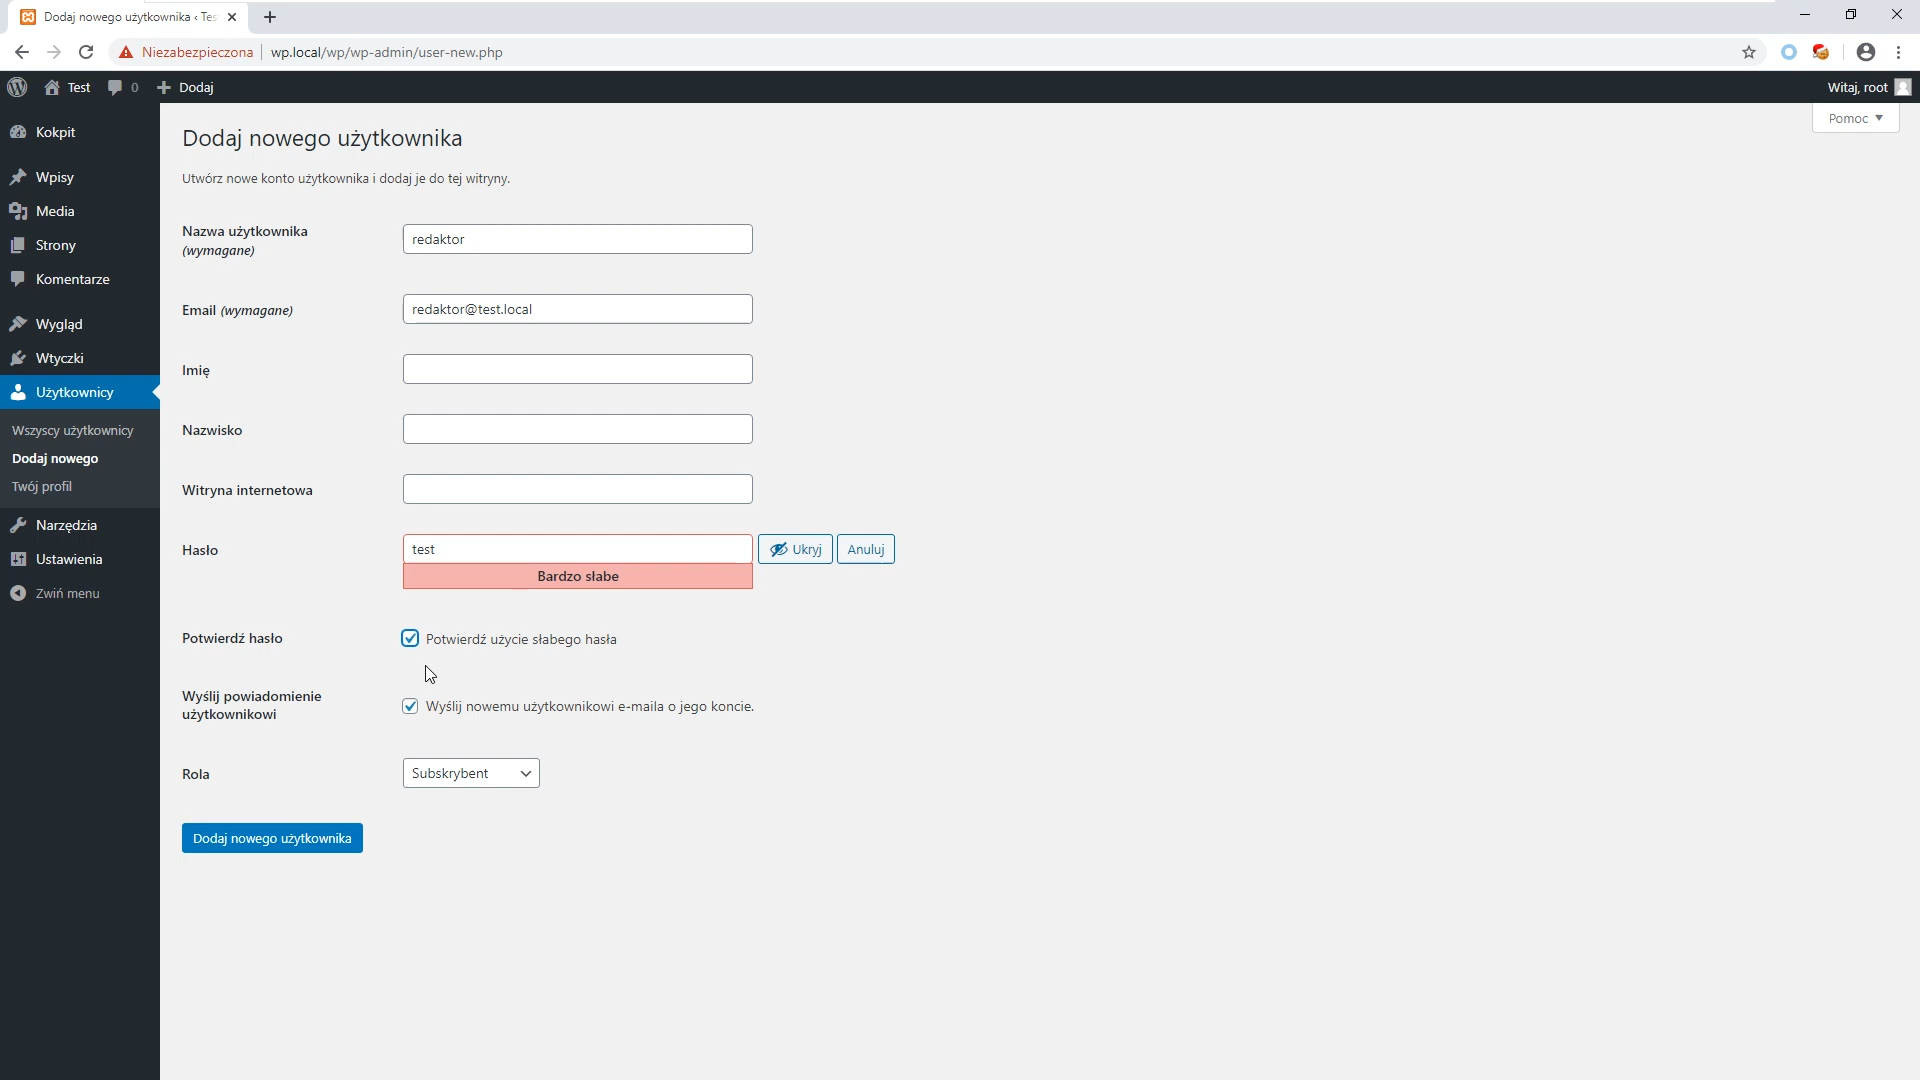 Dodaj nowego użytkownika ‹ Tes
Niezabezpieczona
wp.local/wp/wp-admin/user-new.php
Test
0
Dodaj
Witaj, root
Pomoc
Kokpit
Wpisy
Media
Strony
Komentarze
Wygląd
Wtyczki
Użytkownicy
Wszyscy użytkownicy
Dodaj nowego
Twój profil
Narzędzia
Ustawienia
Zwiń menu
Dodaj nowego użytkownika
Utwórz nowe konto użytkownika i dodaj je do tej witryny.
Nazwa użytkownika
(wymagane)
redaktor
Email (wymagane)
redaktor@test.local
Imię
Nazwisko
Witryna internetowa
Hasło
test
Ukryj
Anuluj
Bardzo słabe
Potwierdź hasło
Potwierdź użycie słabego hasła
Wyślij powiadomienie
użytkownikowi
Wyślij nowemu użytkownikowi e-maila o jego koncie.
Rola
Subskrybent
Dodaj nowego użytkownika